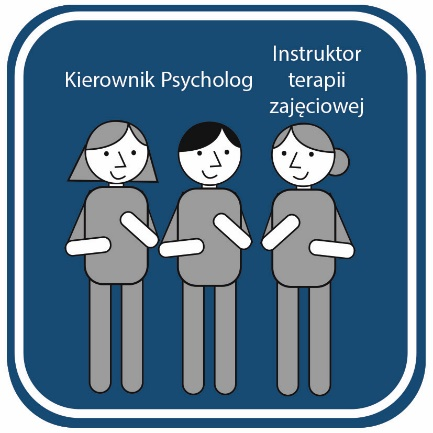 Kierownik Psycholog
Instruktor
terapii
zajęciowej